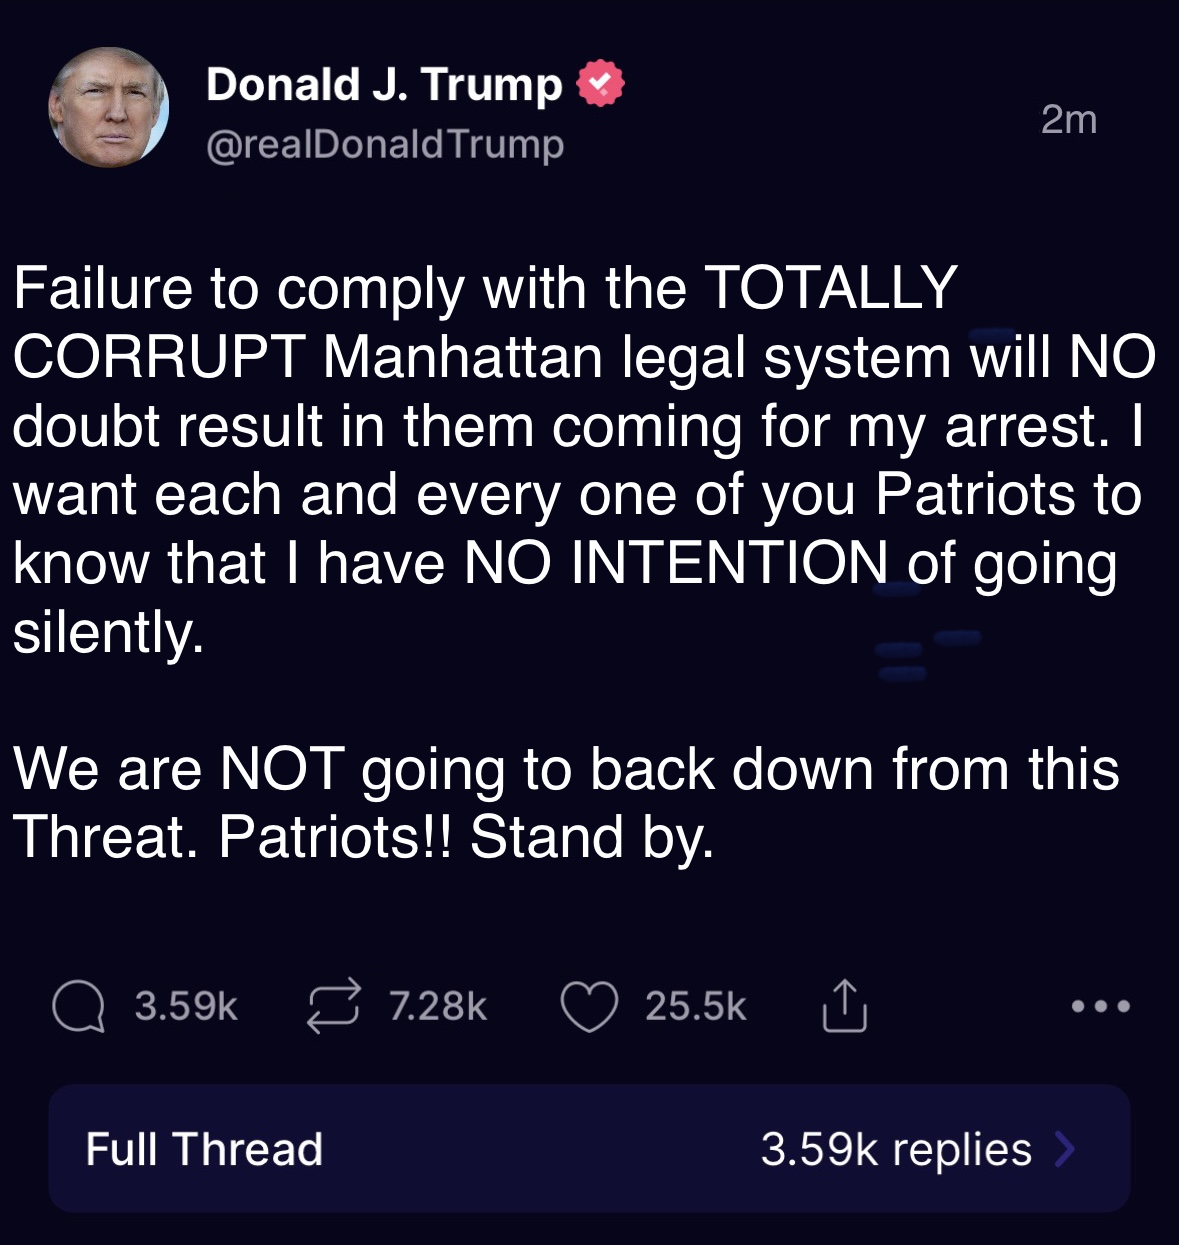 Donald J. Trump
2m
@realDonaldTrump
Failure to comply with the TOTALLY
CORRUPT Manhattan legal system will NO
doubt result in them coming for my arrest. I
want each and every one of you Patriots to
know that I have NO INTENTION of going
silently.
We are NOT going to back down from this
Threat. Patriots!! Stand by.
3.59k 7.28k 25.5k
Full Thread 3.59k replies